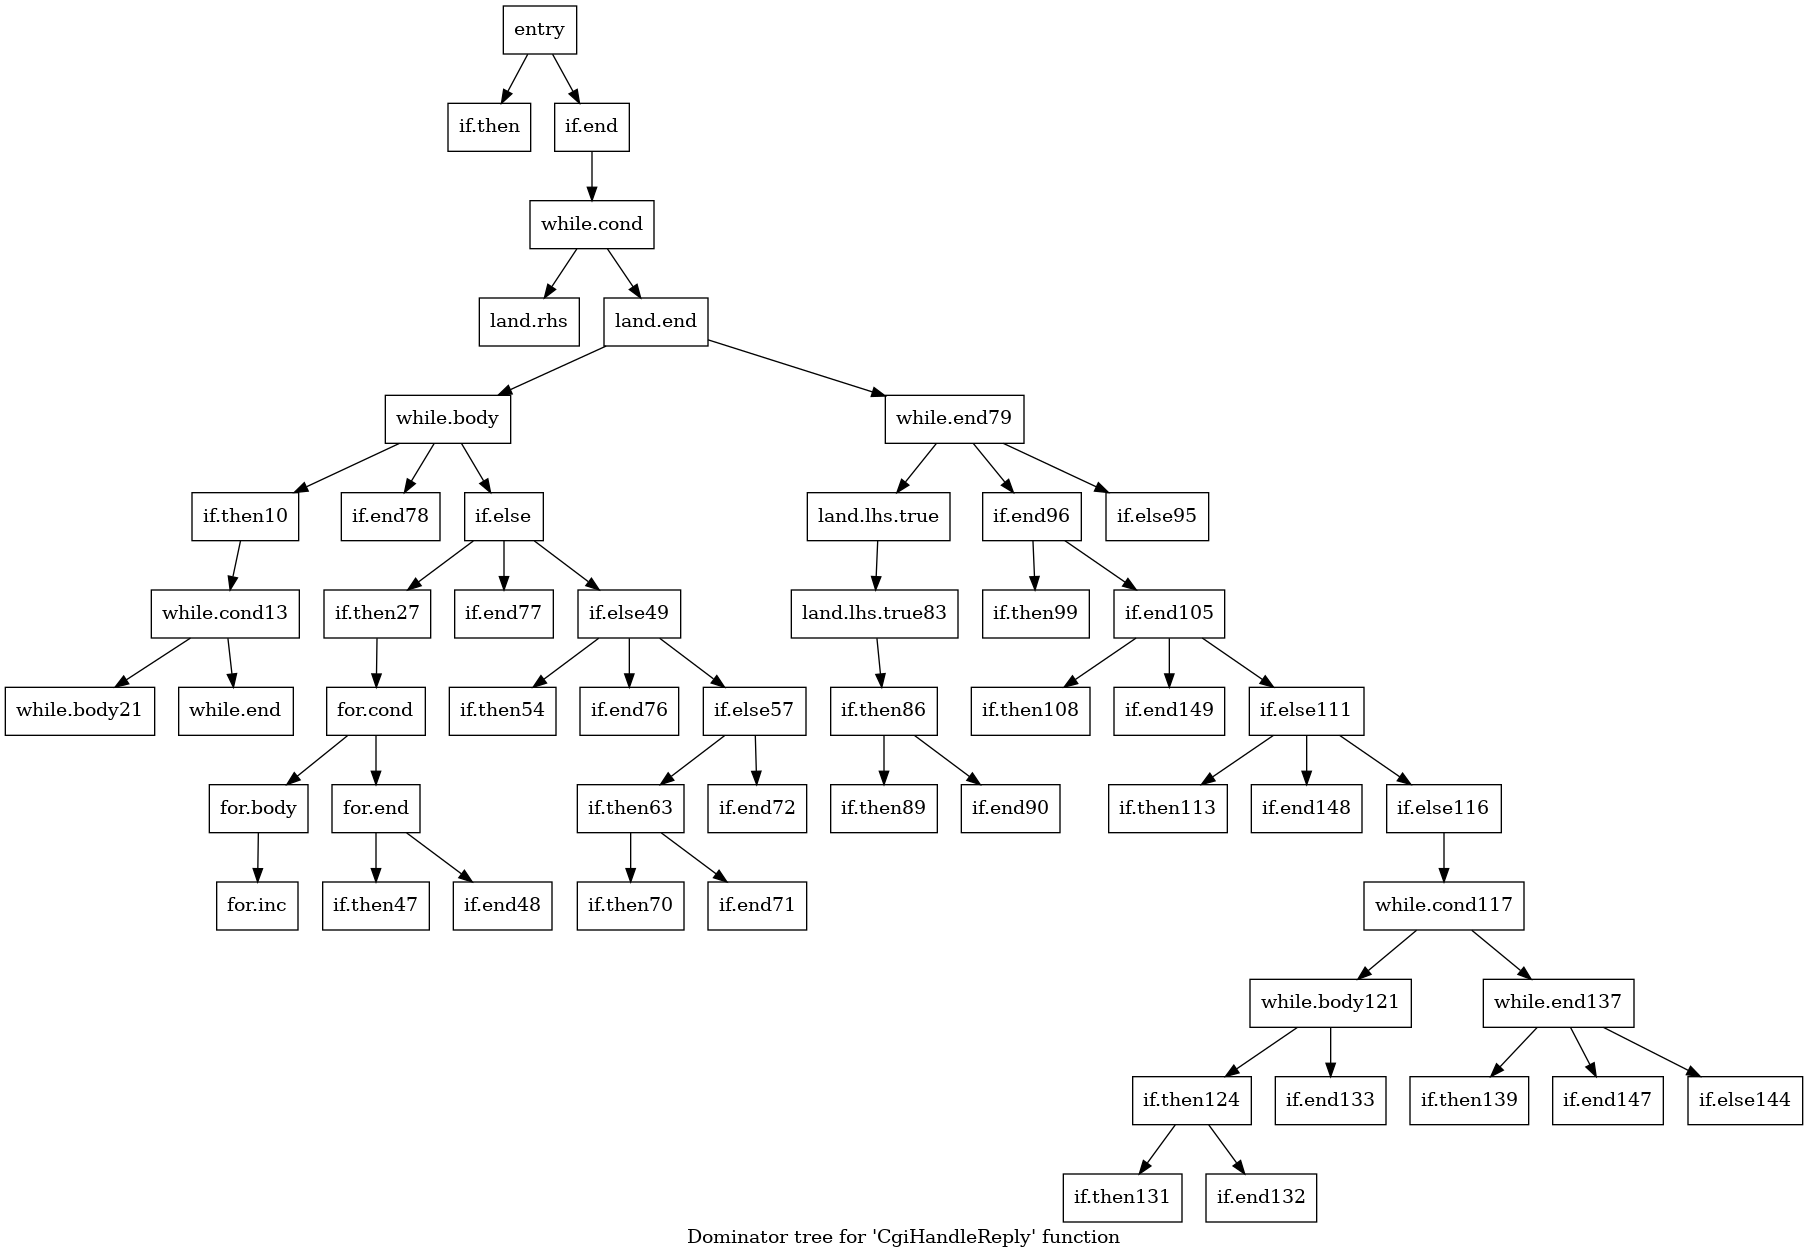 entry
if.then
if.end
while.cond
land.rhs
land.end
while.body
while.end79
if.then10
if.end78
if.else
land.lhs.true
if.end96
if.else95
while.cond13
if.then27
if.end77
if.else49
land.lhs.true83
if.then99
if.end105
while.body21
while.end
for.cond
if.then54
if.end76
if.else57
if.then86
if.then108
if.end149
if.else111
for.body
for.end
if.then63
if.end72
if.then89
if.end90
if.then113
if.end148
if.else116
for.inc
if.then47
if.end48
if.then70
if.end71
while.cond117
while.body121
while.end137
if.then124
if.end133
if.then139
if.end147
if.else144
if.then131
if.end132
Dominator tree for 'CgiHandleReply' function